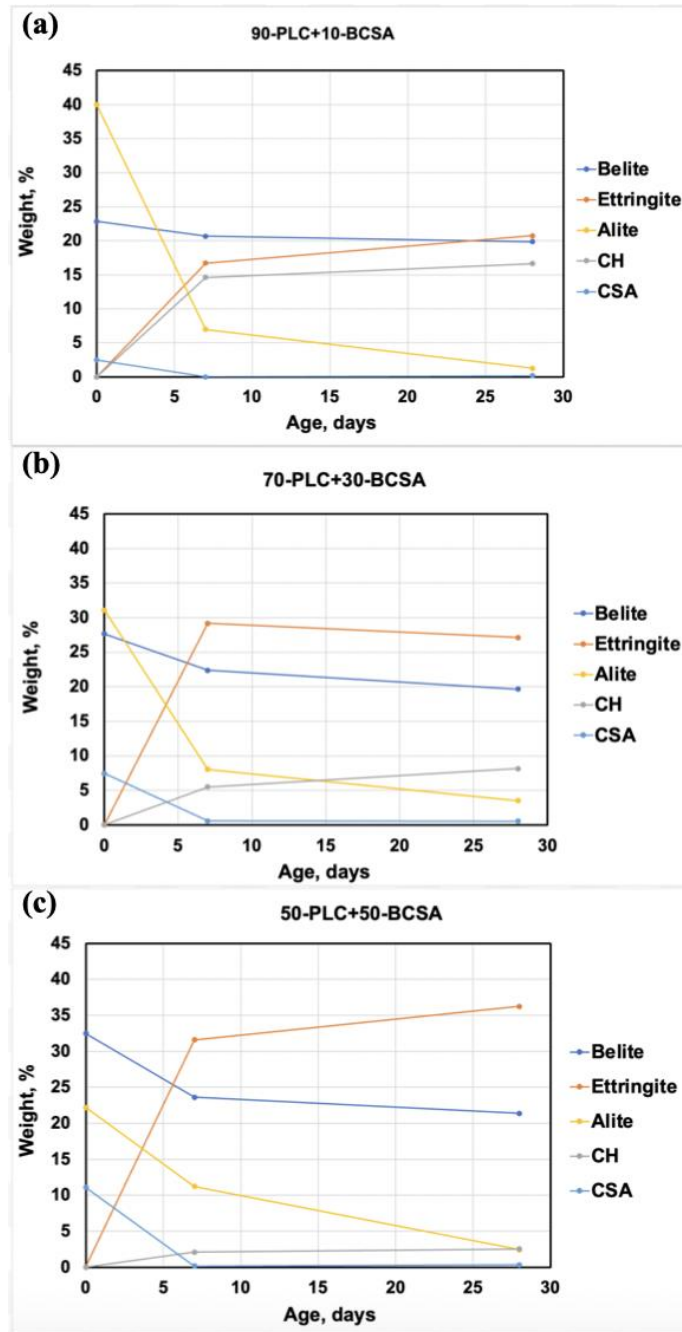 (a)
90-PLC+10-BCSA
45
40
35
30
25
20
15
10
5
0
Weight, %
0 5 10 15 20 25 30
Age, days
Belite
Ettringite
Alite
CH
CSA
(b)
70-PLC+30-BCSA
45
40
35
30
25
20
15
10
5
0
Weight, %
0 5 10 15 20 25 30
Age, days
Belite
Ettringite
Alite
CH
CSA
(c)
50-PLC+50-BCSA
45
40
35
30
25
20
15
10
5
0
Weight, %
0 5 10 15 20 25 30
Age, days
Belite
Ettringite
Alite
CH
CSA